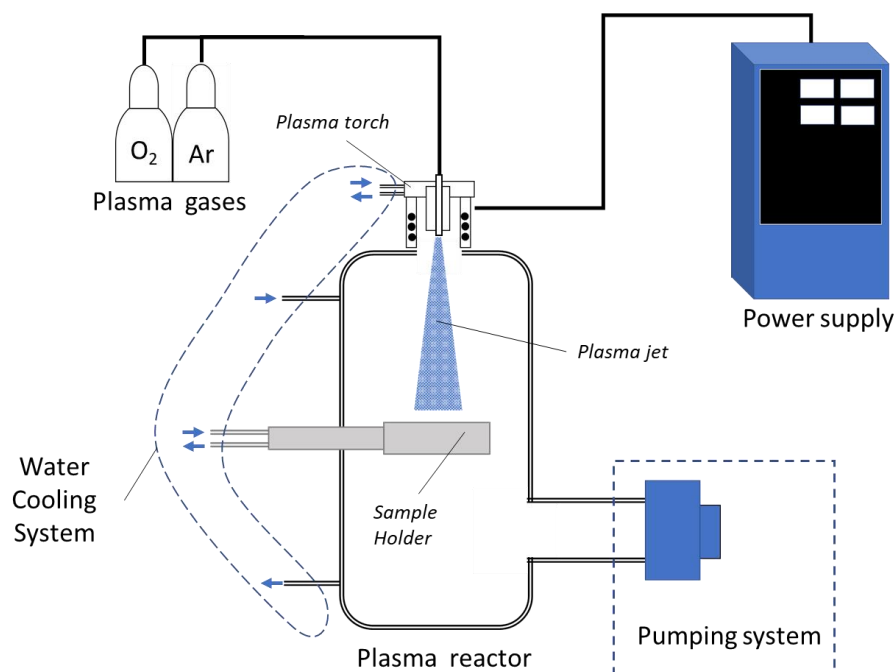 O₂
Ar
Plasma gases
Plasma torch
Power supply
Plasma jet
Water
Cooling
System
Sample
Holder
Pumping system
Plasma reactor